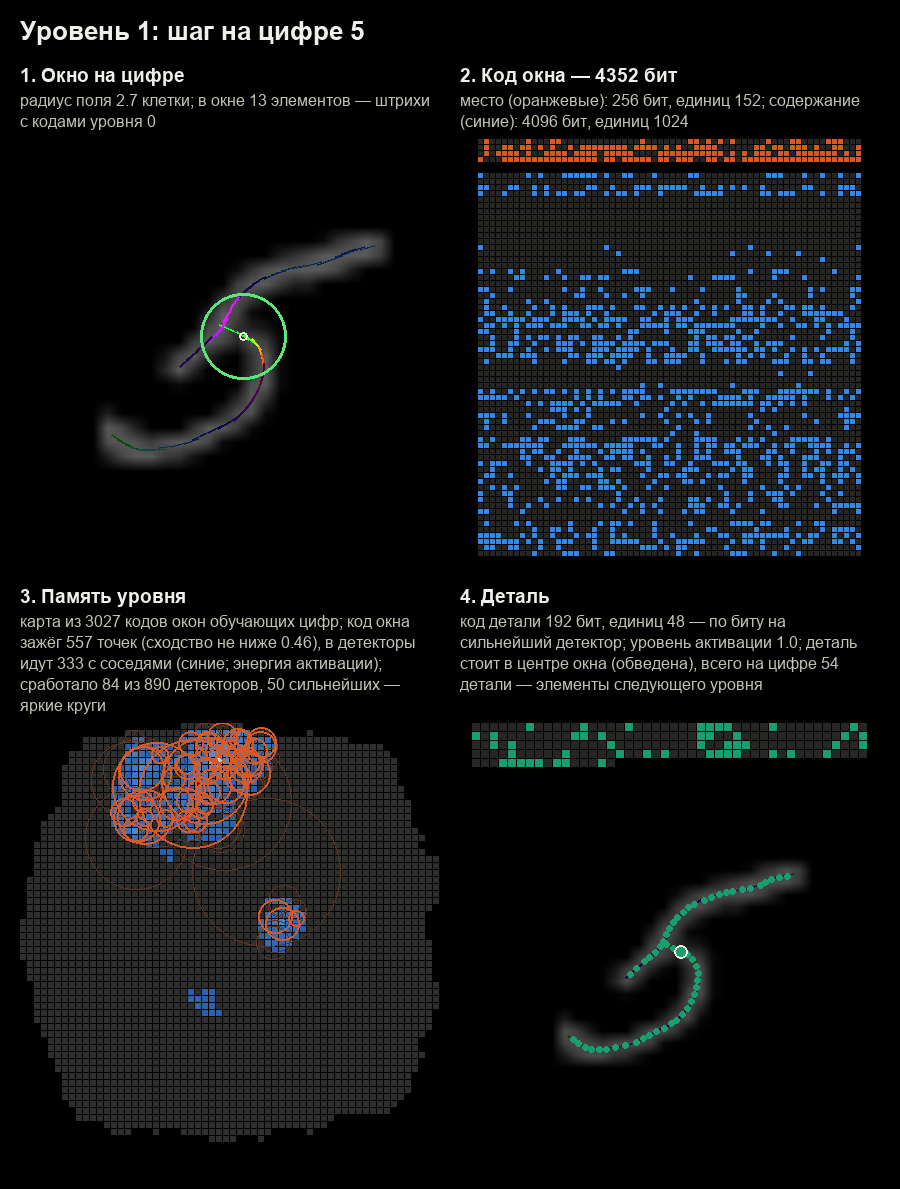 Уровень 1: шаг на цифре 5
1. Окно на цифре
радиус поля 2.7 клетки; в окне 13 элементов — штрихи
с кодами уровня 0
2. Код окна — 4352 бит
место (оранжевые): 256 бит, единиц 152; содержание
(синие): 4096 бит, единиц 1024
3. Память уровня
карта из 3027 кодов окон обучающих цифр; код окна
зажёг 557 точек (сходство не ниже 0.46), в детекторы
идут 333 с соседями (синие; энергия активации);
сработало 84 из 890 детекторов, 50 сильнейших —
яркие круги
4. Деталь
код детали 192 бит, единиц 48 — по биту на
сильнейший детектор; уровень активации 1.0; деталь
стоит в центре окна (обведена), всего на цифре 54
детали — элементы следующего уровня